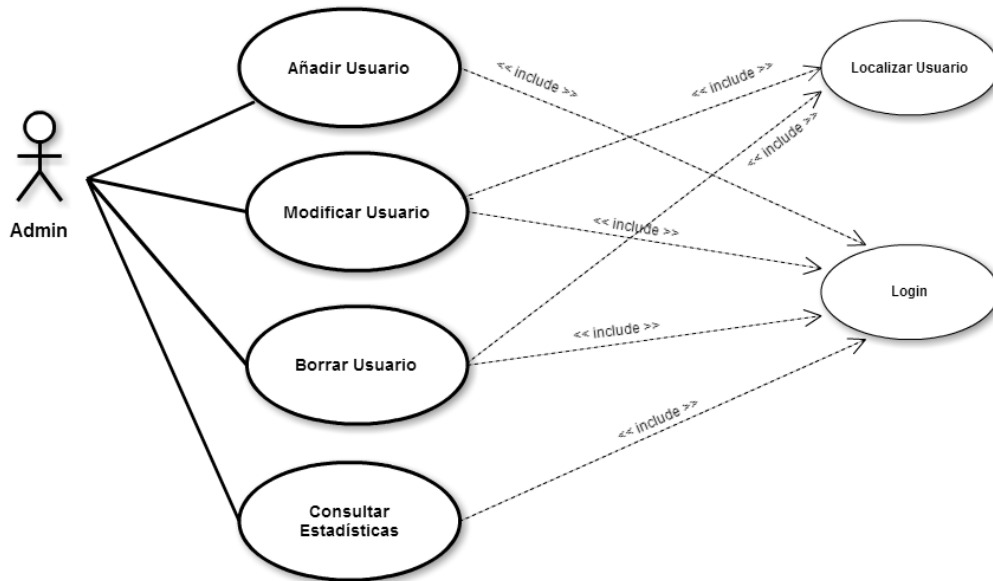 Añadir Usuario
<< include >>
<< include >>
Localizar Usuario
<< include >>
Admin
Modificar Usuario
<< include >>
Login
Borrar Usuario
<< include >>
<< include >>
Consultar
Estadísticas